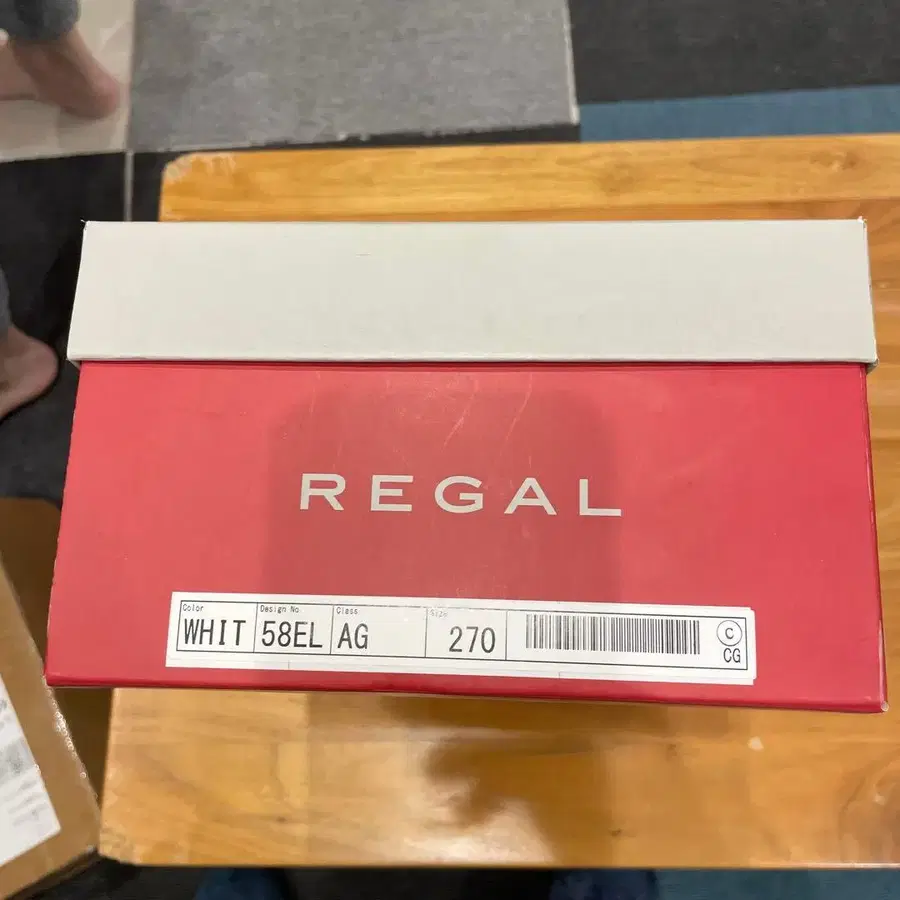 REGAL
Color Design No Class Size
WHIT 58EL AG 270 C
CG